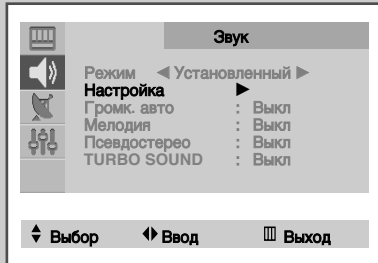 Звук
Режим ◀ Установленный ▶
Настройка ▶
Громк. авто : Выкл
Мелодия : Выкл
Псевдостерео : Выкл
TURBO SOUND : Выкл
Выбор Ввод Выход